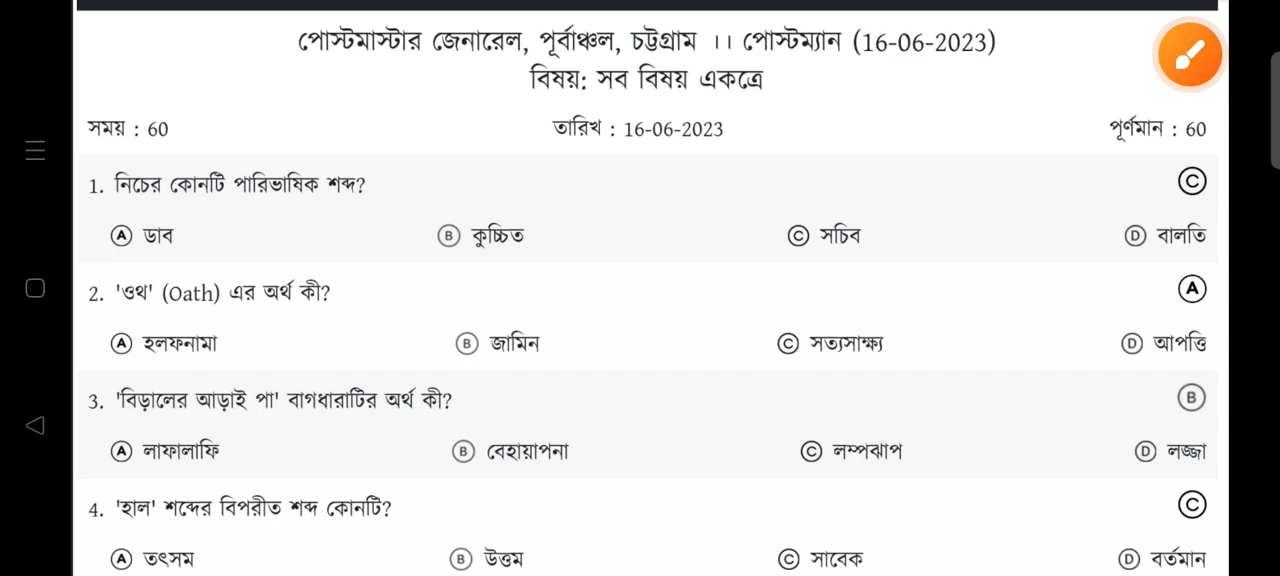 পোস্টমাস্টার জেনারেল, পূর্বাঞ্চল, চট্টগ্রাম ।। পোস্টম্যান (16-06-2023)
বিষয়: সব বিষয় একত্রে
সময় : 60 তারিখ : 16-06-2023 পূর্ণমান : 60
1. নিচের কোনটি পারিভাষিক শব্দ? C
A ডাব B কুচ্চিত C সচিব D বালতি
2. 'ওথ' (Oath) এর অর্থ কী? A
A হলফনামা B জামিন C সত্যসাক্ষ্য D আপত্তি
3. 'বিড়ালের আড়াই পা' বাগধারাটির অর্থ কী? B
A লাফালাফি B বেহায়াপনা C লম্পঝাপ D লজ্জা
4. 'হাল' শব্দের বিপরীত শব্দ কোনটি? C
A তৎসম B উত্তম C সাবেক D বর্তমান